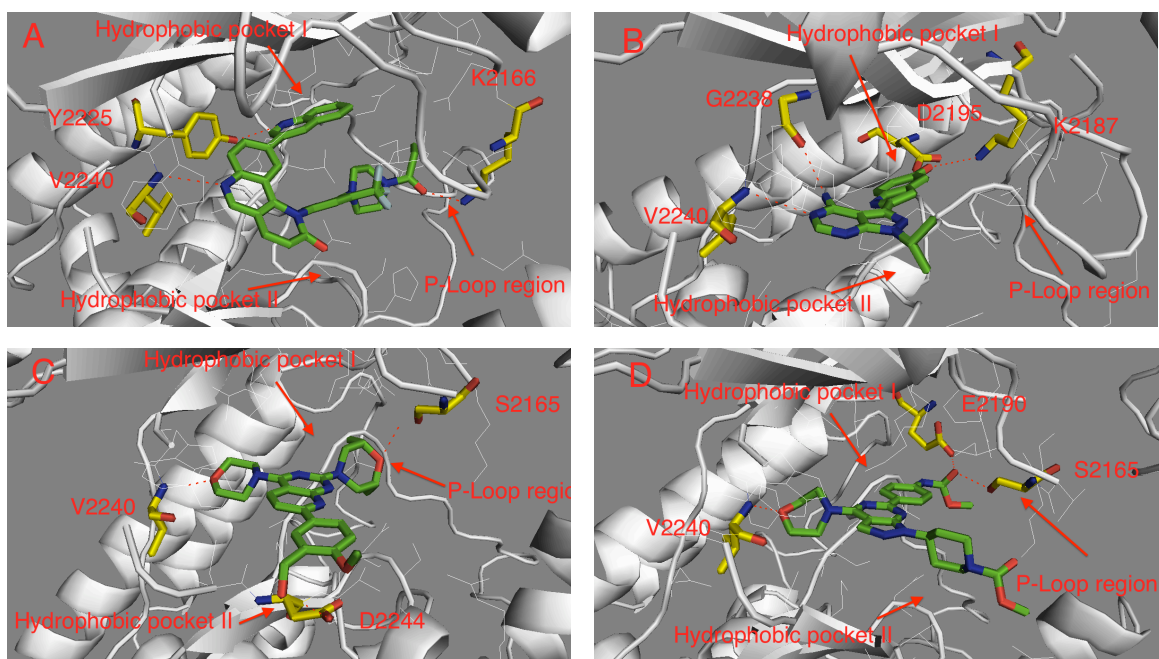 A
Hydrophobic pocket I
K2166
Y2225
V2240
Hydrophobic pocket II
P-Loop region
B
Hydrophobic pocket I
G2238
D2195
K2187
V2240
Hydrophobic pocket II
P-Loop region
C
Hydrophobic pocket I
S2165
V2240
P-Loop regio
Hydrophobic pocket II
D2244
D
Hydrophobic pocket I
E2190
S2165
V2240
P-Loop region
Hydrophobic pocket II